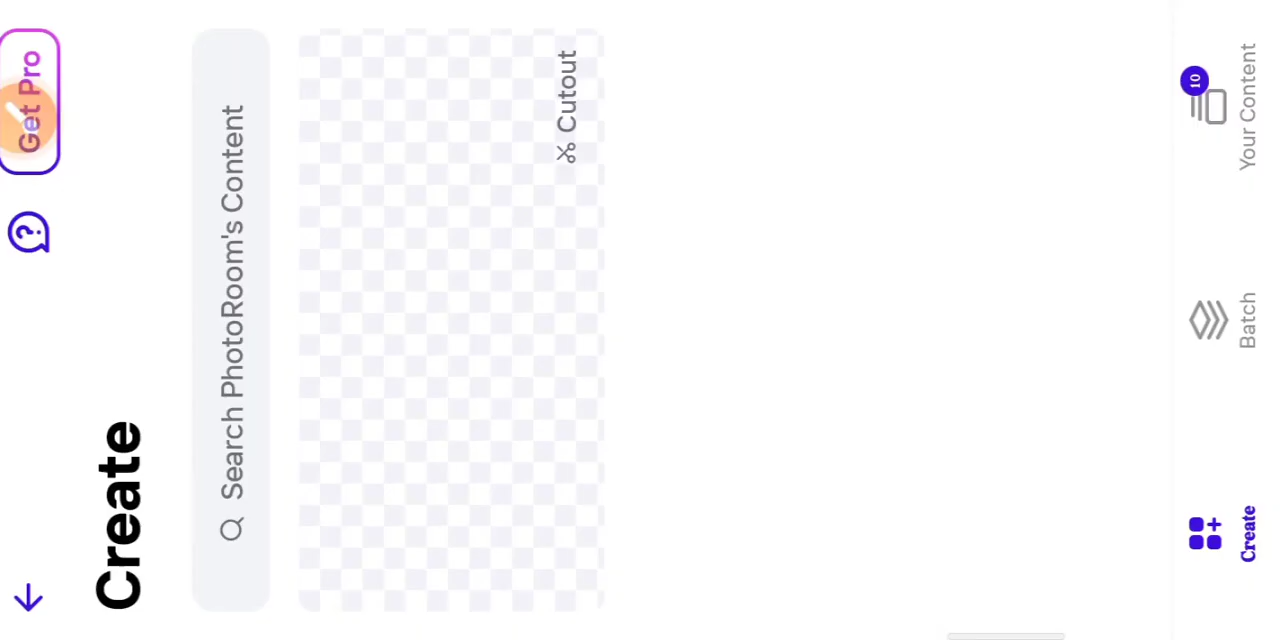 Get Pro
Create
Search PhotoRoom's Content
Cutout
Create
Batch
10
Your Content